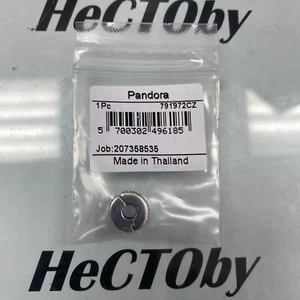 HeCTOby
Pandora
1Pc 791972CZ
5 700302 496185
Job:207358535
Made in Thailand
HeCTOby